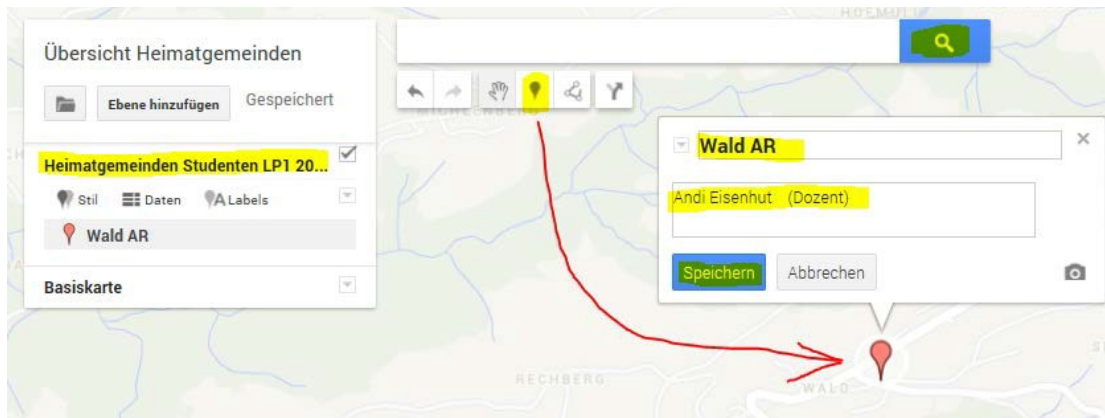 HUEMULI
Übersicht Heimatgemeinden
Ebene hinzufügen
Gespeichert
Heimatgemeinden Studenten LP1 20...
Stil
Daten
A Labels
Wald AR
Basiskarte
Wald AR
Andi Eisenhut (Dozent)
Speichern
Abbrechen
RECHBERG
WALD